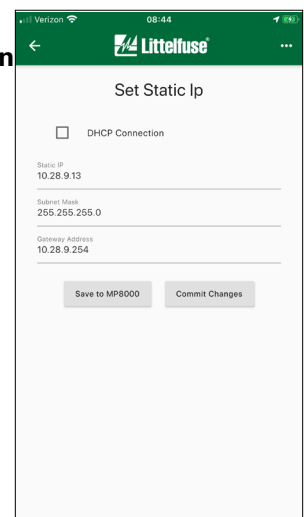 Verizon 08:44
n
Littelfuse®
Set Static Ip
DHCP Connection
Static IP
10.28.9.13
Subnet Mask
255.255.255.0
Gateway Address
10.28.9.254
Save to MP8000 Commit Changes